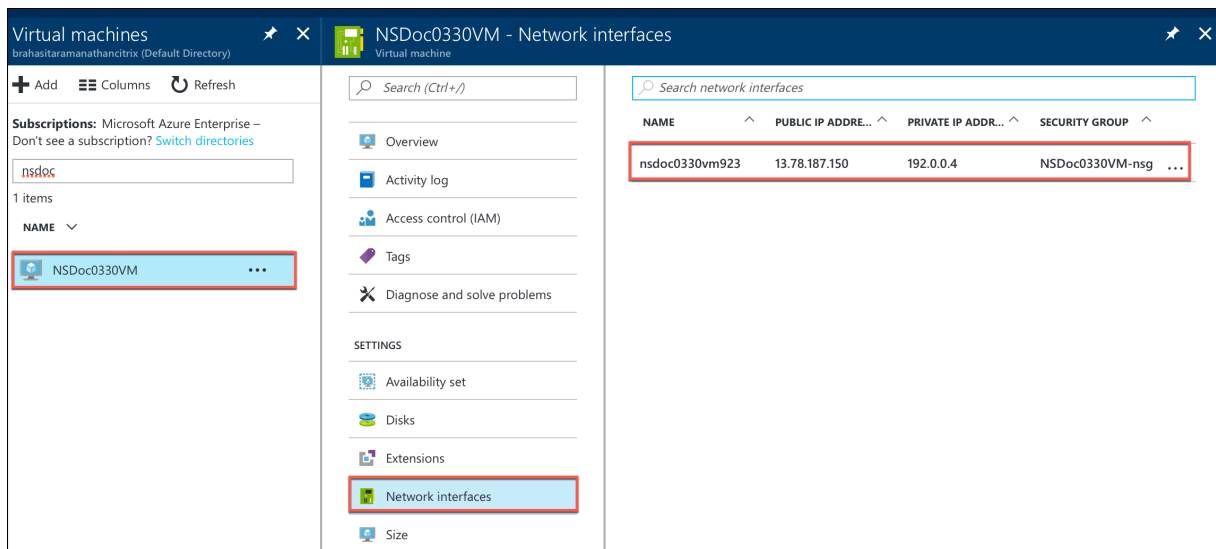 Virtual machines
brahasitaramanathancitrix (Default Directory)
Add Columns Refresh
Subscriptions: Microsoft Azure Enterprise –
Don't see a subscription? Switch directories
nsdoc
1 items
NAME
NSDoc0330VM
NSDoc0330VM - Network interfaces
Virtual machine
Search (Ctrl+/)
Overview
Activity log
Access control (IAM)
Tags
Diagnose and solve problems
SETTINGS
Availability set
Disks
Extensions
Network interfaces
Size
Search network interfaces
NAME PUBLIC IP ADDRE... PRIVATE IP ADDR... SECURITY GROUP
nsdoc0330vm923 13.78.187.150 192.0.0.4 NSDoc0330VM-nsg ...